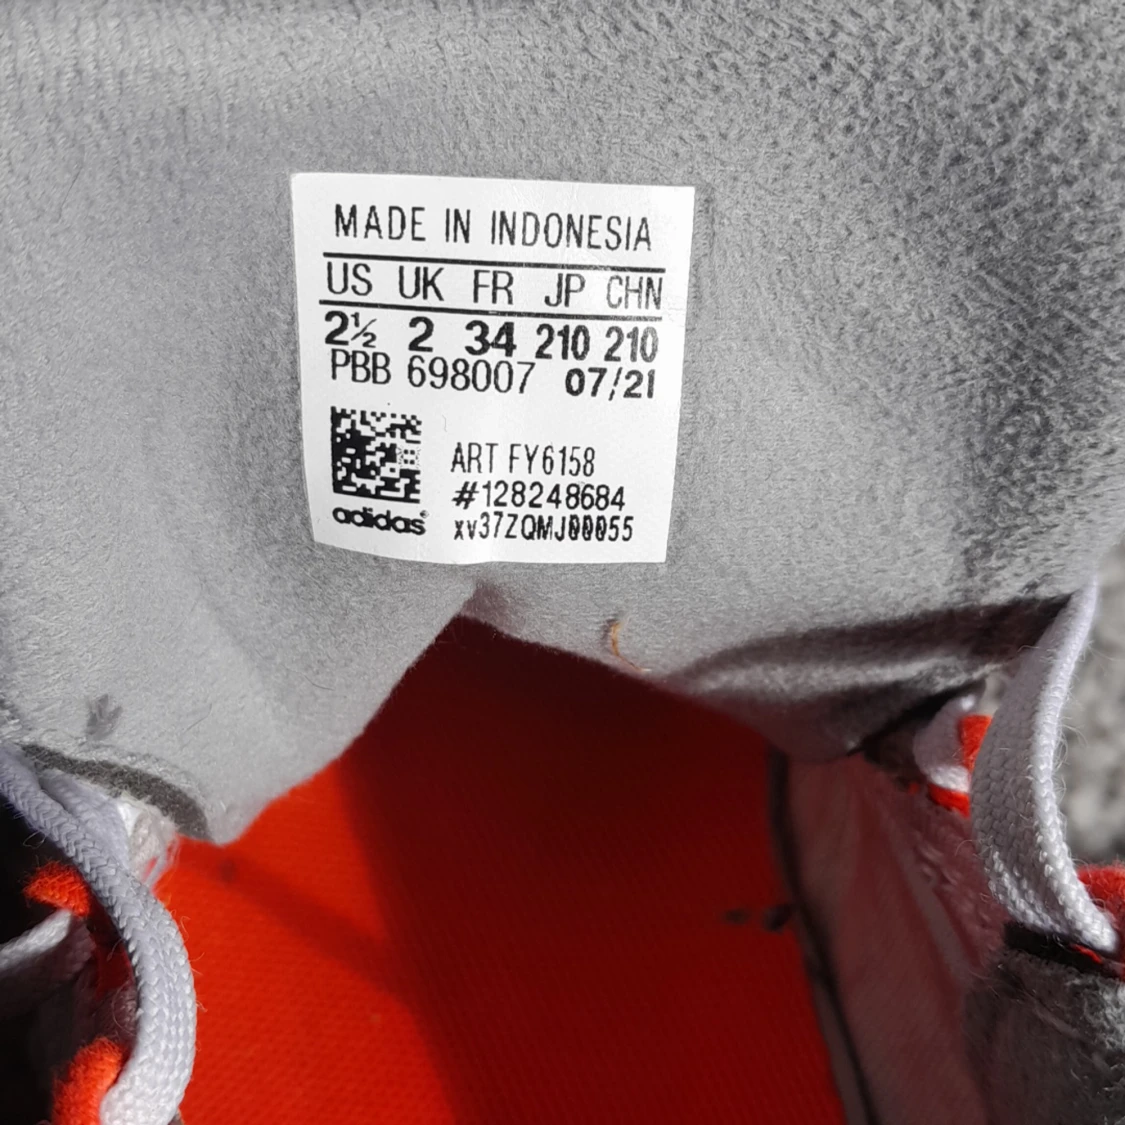 MADE IN INDONESIA
US UK FR JP CHN
2½ 2 34 210 210
PBB 698007 07/21
ART FY6158
#128248684
adidas®
xv37ZQMJ00055